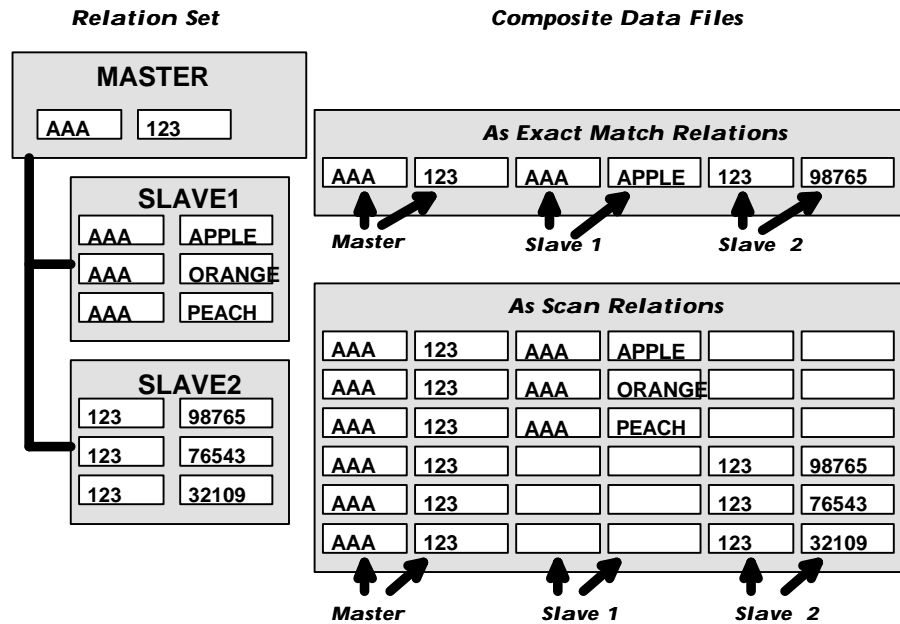 Relation Set
Composite Data Files
MASTER
AAA 123
SLAVE1
AAA APPLE
AAA ORANGE
AAA PEACH
SLAVE2
123 98765
123 76543
123 32109
As Exact Match Relations
AAA 123 AAA APPLE 123 98765
Master Slave 1 Slave 2
As Scan Relations
AAA 123 AAA APPLE
AAA 123 AAA ORANGE
AAA 123 AAA PEACH
AAA 123 123 98765
AAA 123 123 76543
AAA 123 123 32109
Master Slave 1 Slave 2